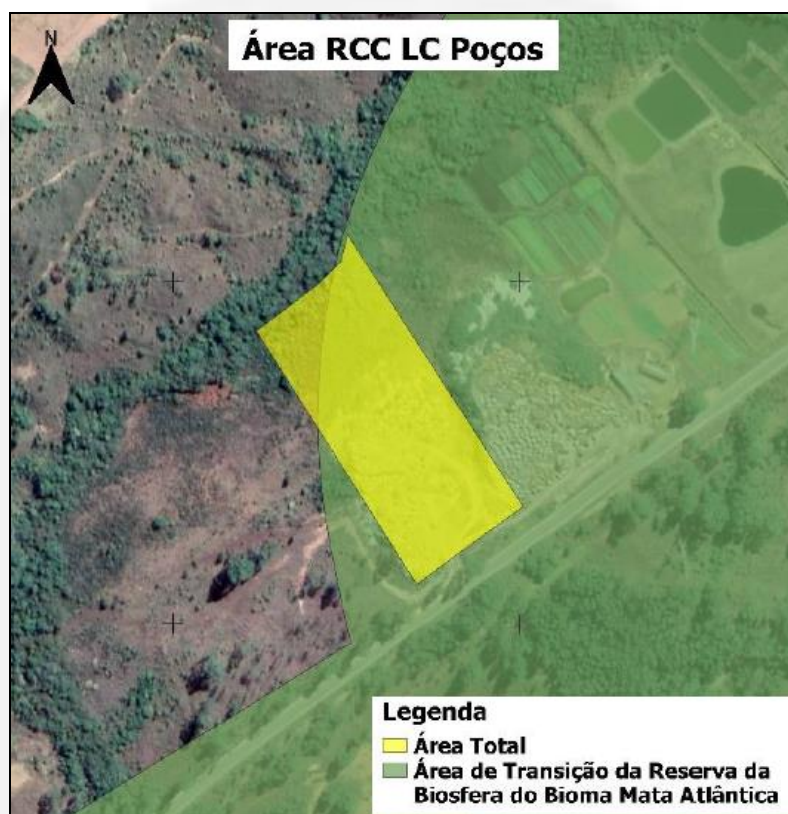 Área RCC LC Poços
N
Legenda
Área Total
Área de Transição da Reserva da
Biosfera do Bioma Mata Atlântica